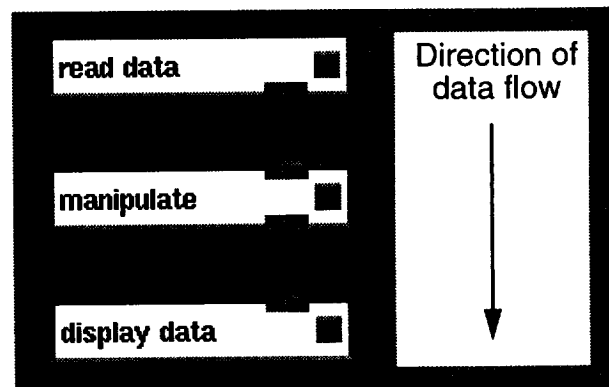 read data
manipulate
display data
Direction of
data flow